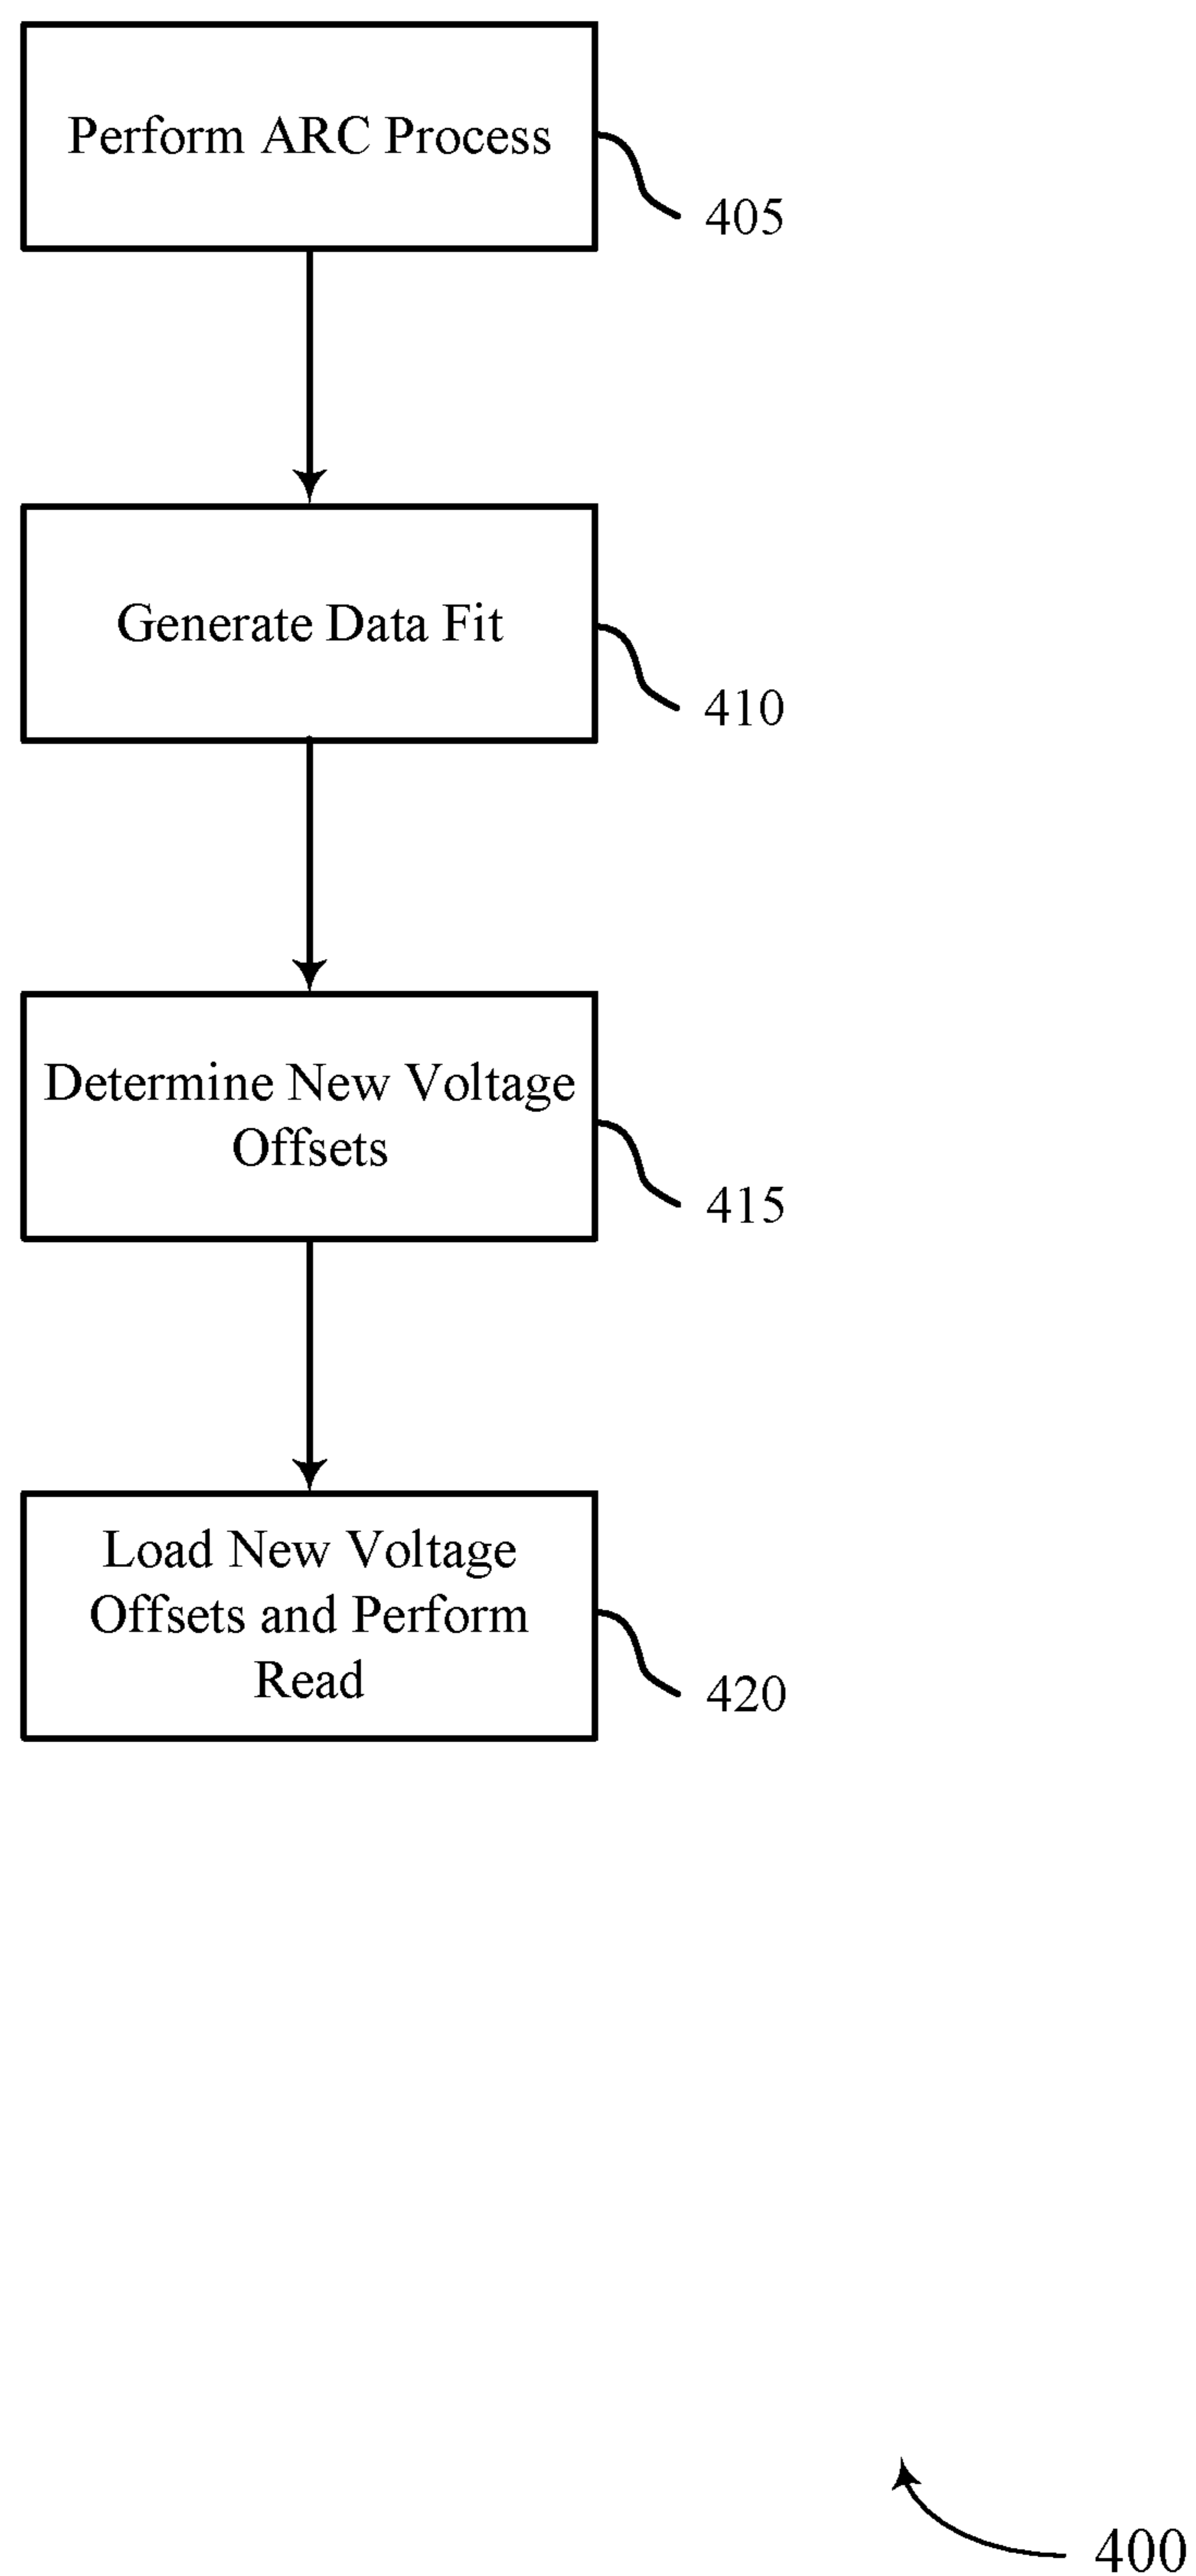 Perform ARC Process
405
Generate Data Fit
410
Determine New Voltage
Offsets
415
Load New Voltage
Offsets and Perform
Read
420
400